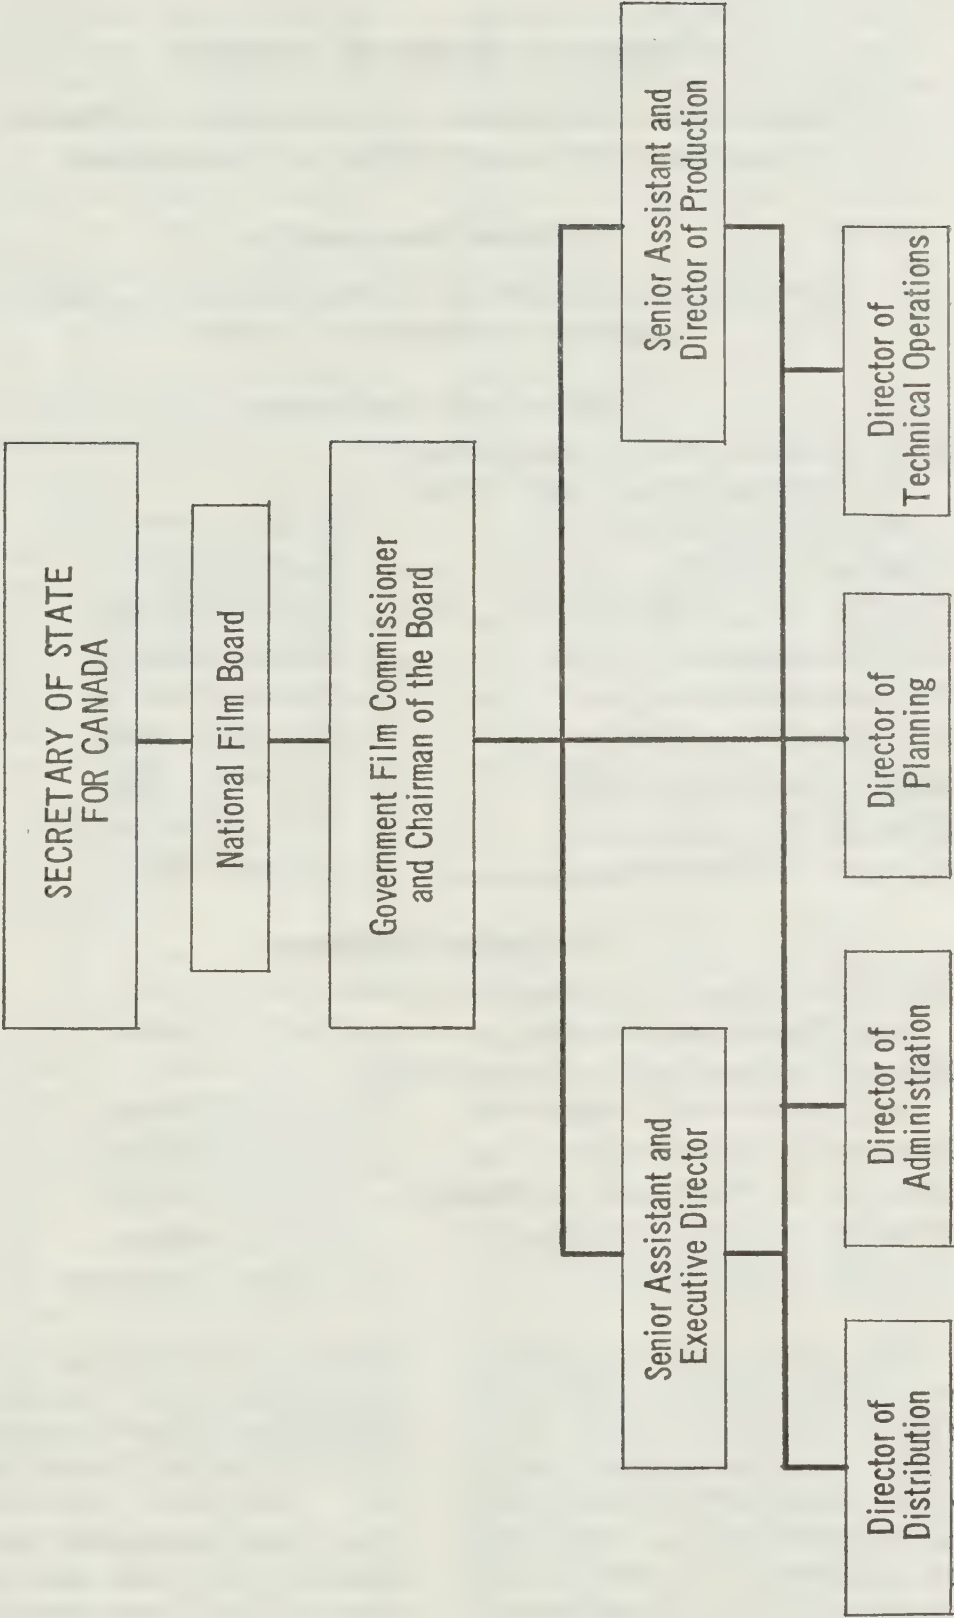 SECRETARY OF STATE
FOR CANADA
National Film Board
Government Film Commissioner
and Chairman of the Board
Senior Assistant and
Executive Director
Senior Assistant and
Director of Production
Director of
Distribution
Director of
Administration
Director of
Planning
Director of
Technical Operations